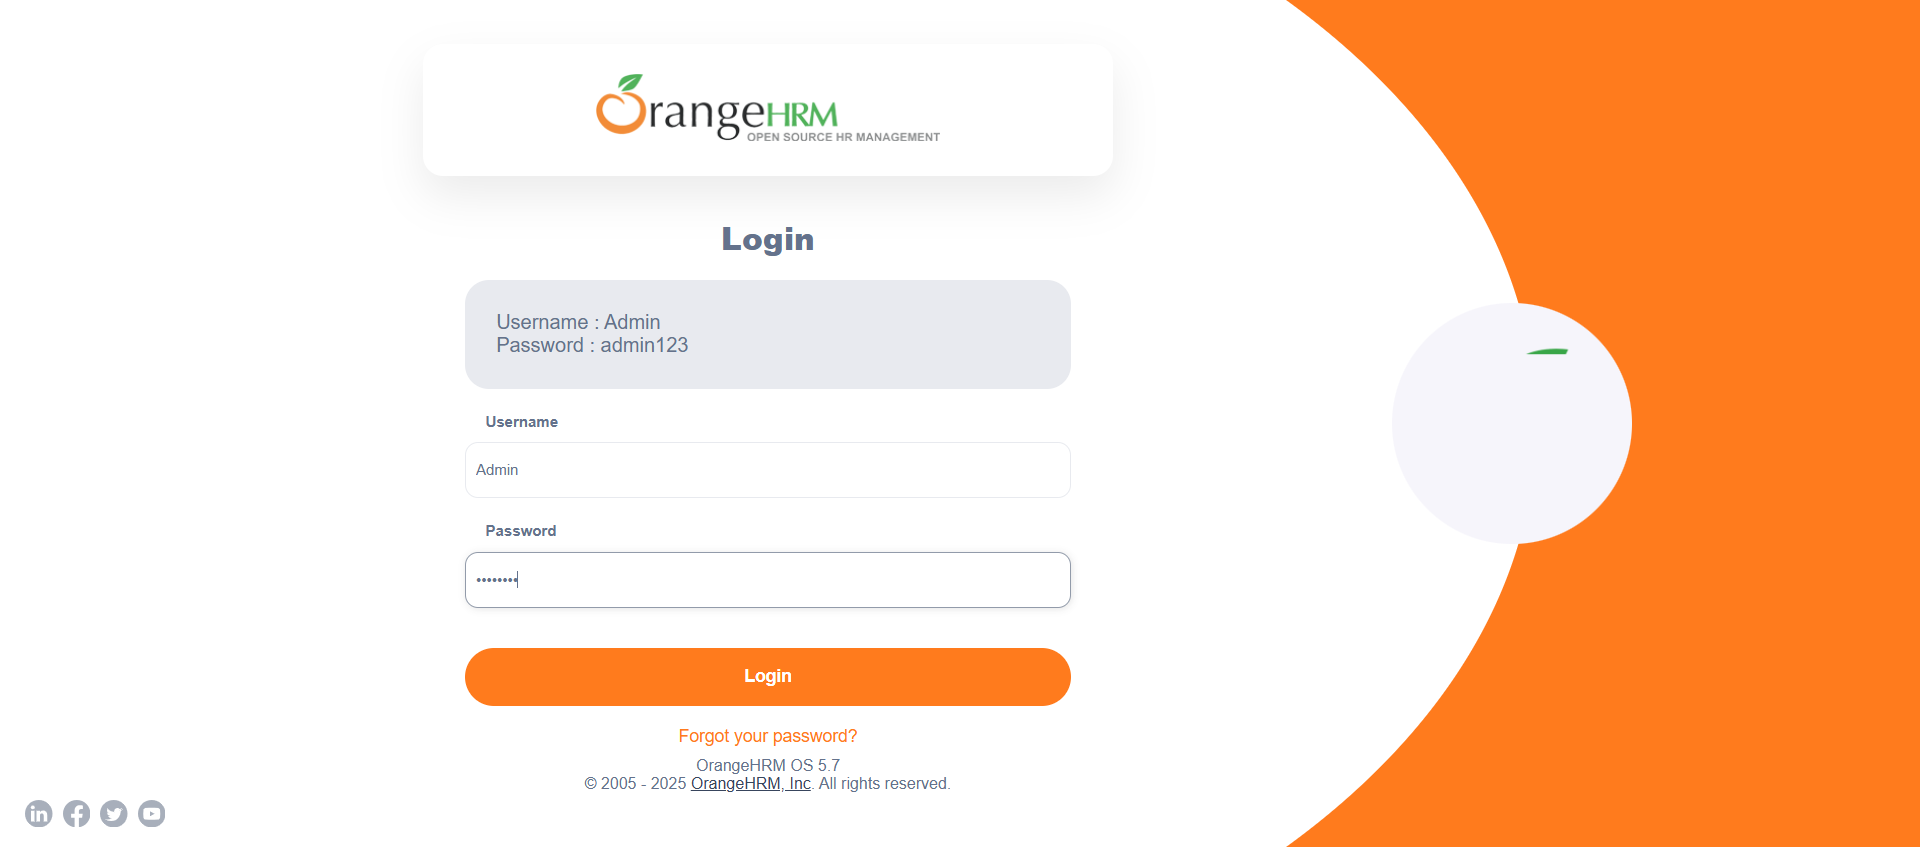 OrangeHRM
OPEN SOURCE HR MANAGEMENT
Login
Username : Admin
Password : admin123
Username
Admin
Password
••••••••
Login
Forgot your password?
OrangeHRM OS 5.7
© 2005 - 2025 OrangeHRM, Inc. All rights reserved.
in